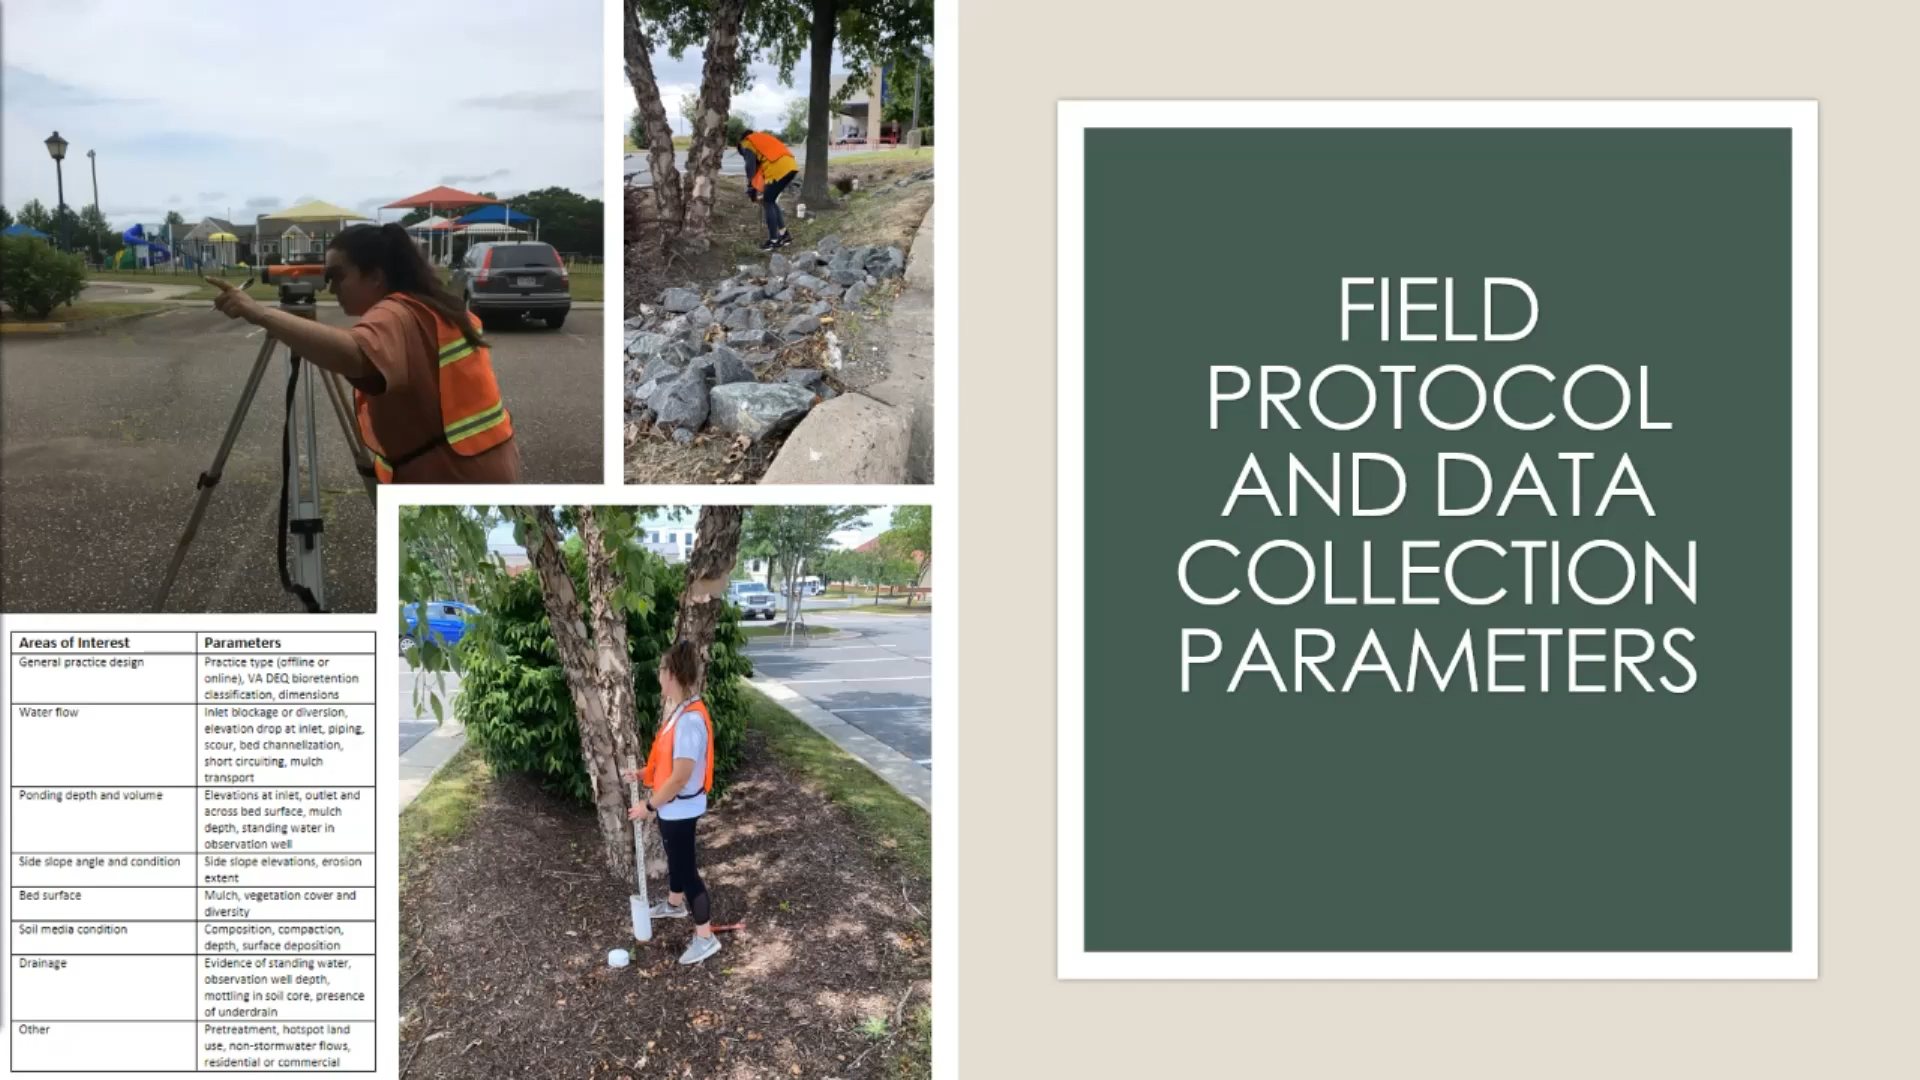 FIELD
PROTOCOL
AND DATA
COLLECTION
PARAMETERS
Areas of Interest Parameters
General practice design Practice type (offline or
online), VA DEQ bioretention
classification, dimensions
Water flow Inlet blockage or diversion,
elevation drop at inlet, piping,
scour, bed channelization,
short circuiting, mulch
transport
Ponding depth and volume Elevations at inlet, outlet and
across bed surface, mulch
depth, standing water in
observation well
Side slope angle and condition Side slope elevations, erosion
extent
Bed surface Mulch, vegetation cover and
diversity
Soil media condition Composition, compaction,
depth, surface deposition
Drainage Evidence of standing water,
observation well depth,
mottling in soil core, presence
of underdrain
Other Pretreatment, hotspot land
use, non-stormwater flows,
residential or commercial